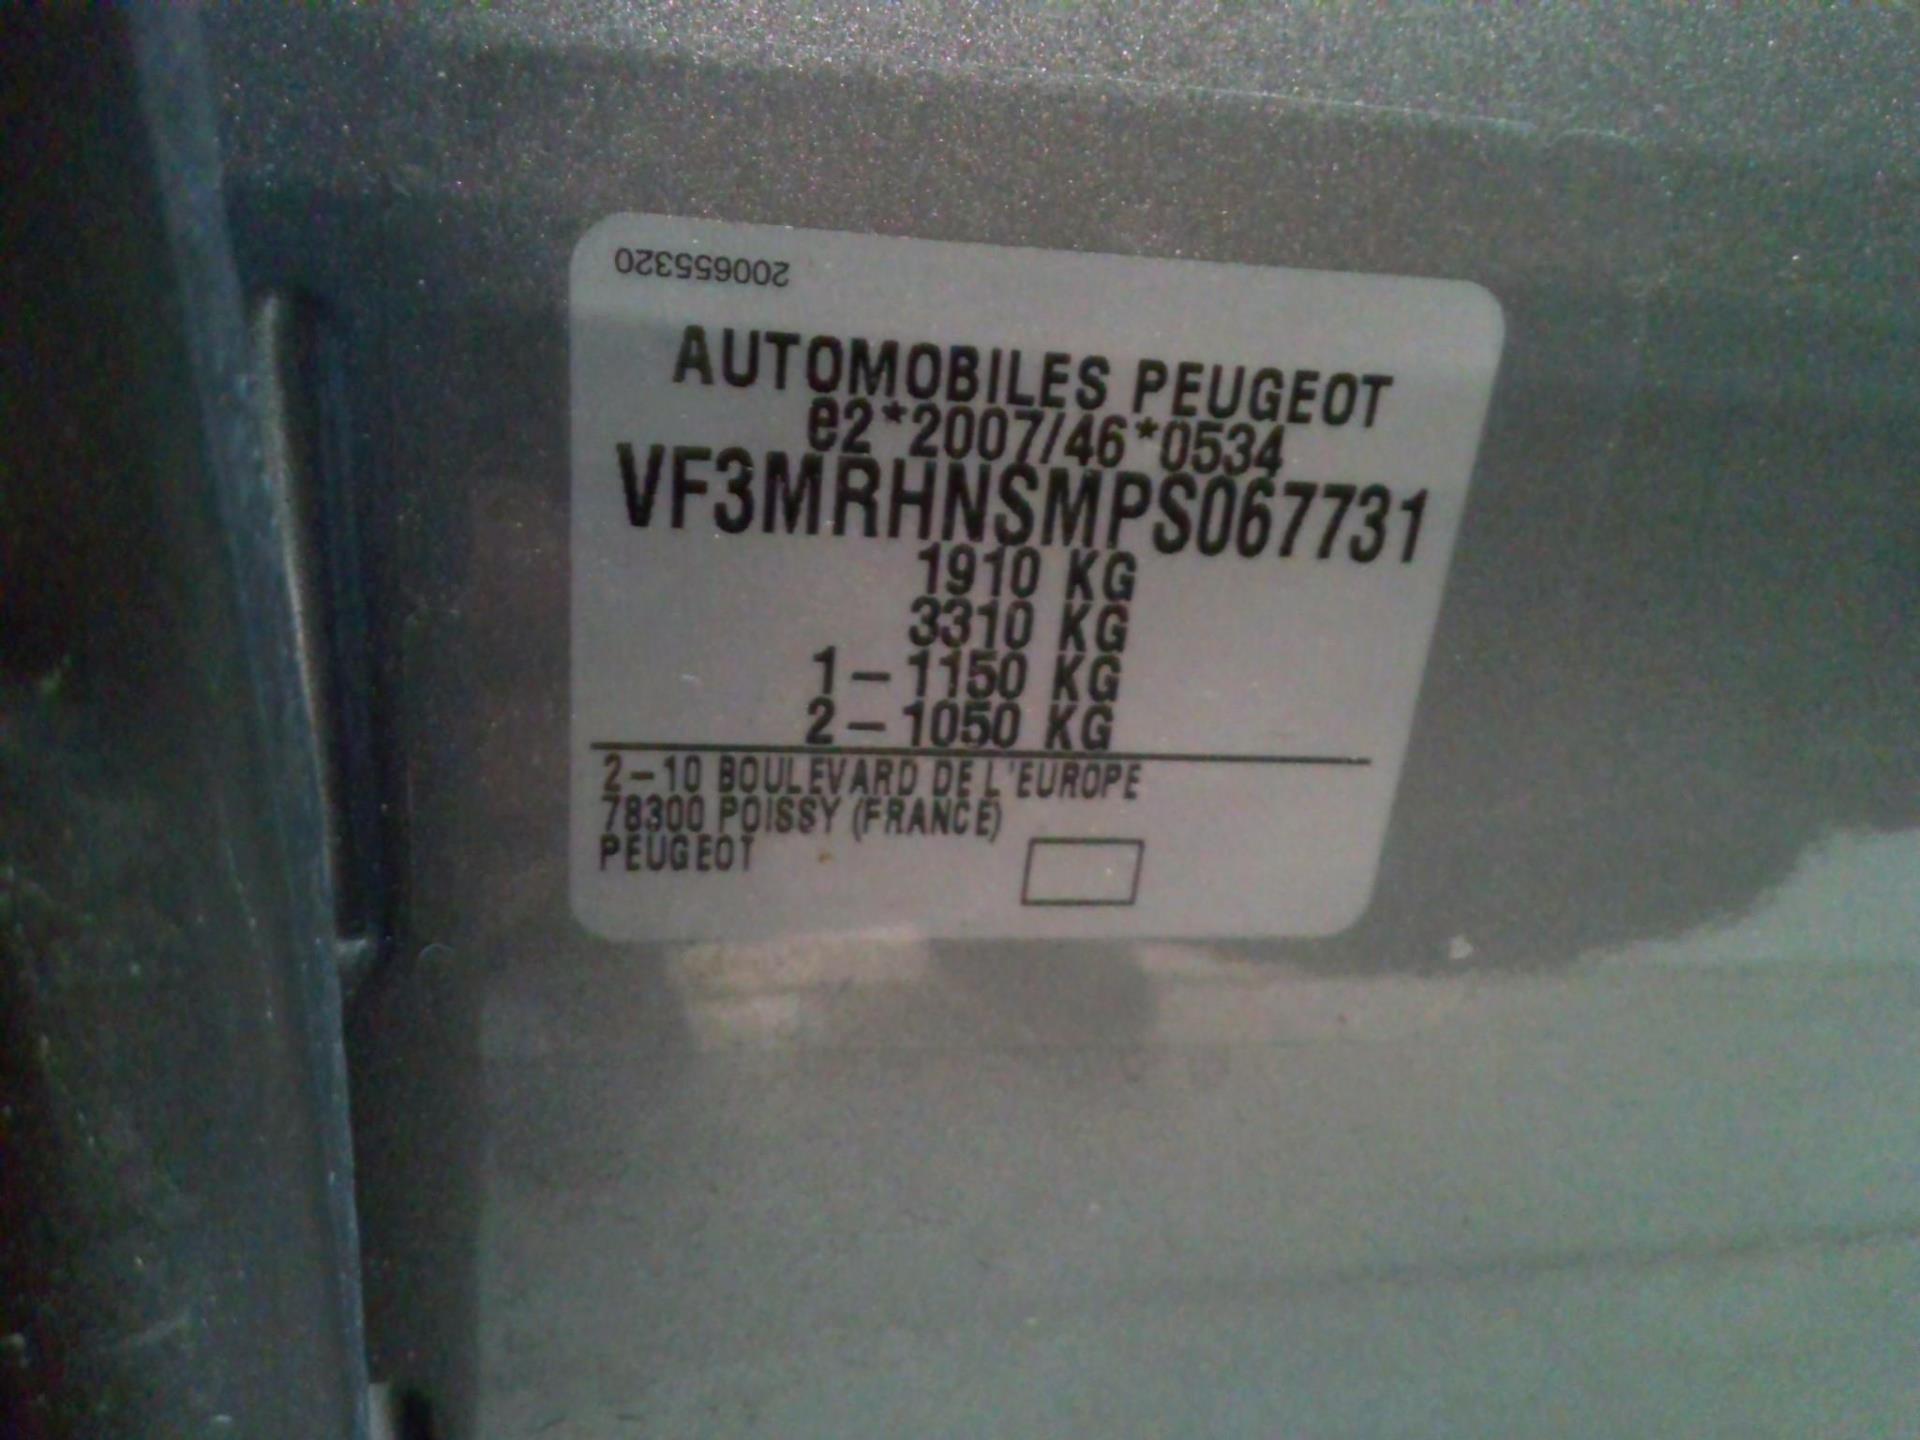 200655320
AUTOMOBILES PEUGEOT
e2*2007/46*0534
VF3MRHNSMPS067731
1910 KG
3310 KG
1-1150 KG
2-1050 KG
2-10 BOULEVARD DE L'EUROPE
78300 POISSY (FRANCE)
PEUGEOT